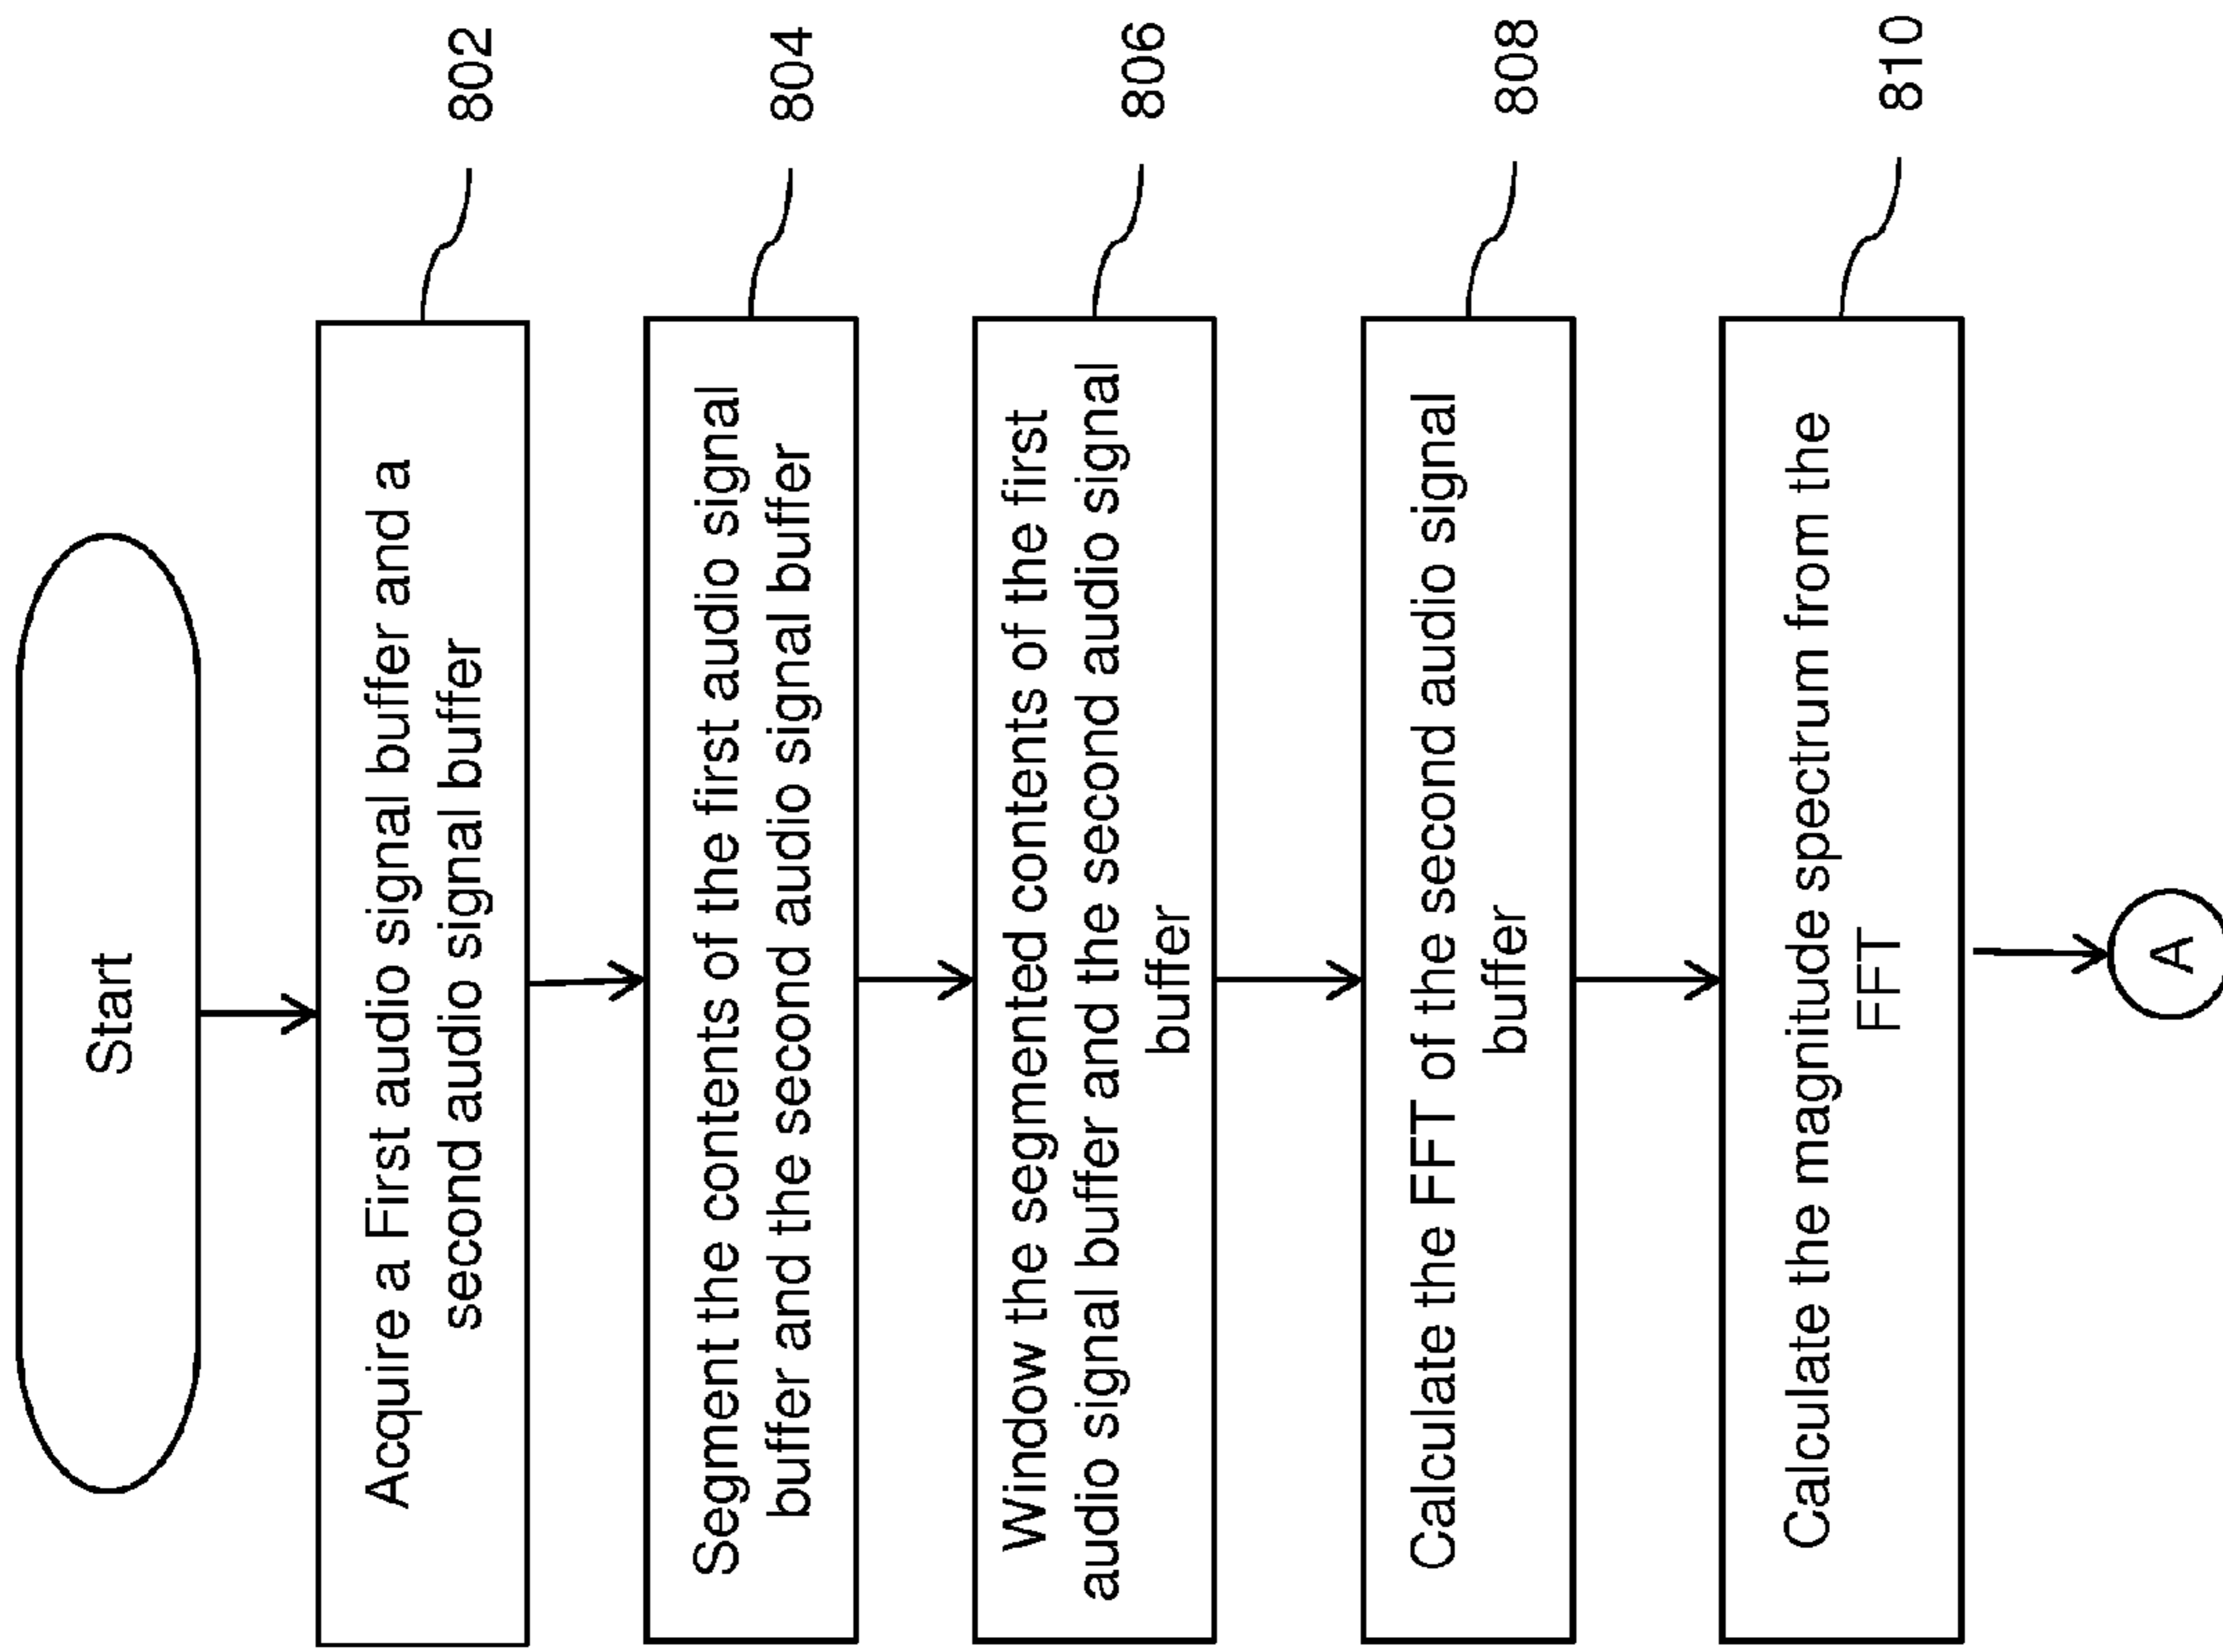 Start
Acquire a First audio signal buffer and a
second audio signal buffer
802
Segment the contents of the first audio signal
buffer and the second audio signal buffer
804
Window the segmented contents of the first
audio signal buffer and the second audio signal
buffer
806
Calculate the FFT of the second audio signal
buffer
808
Calculate the magnitude spectrum from the
FFT
810
A